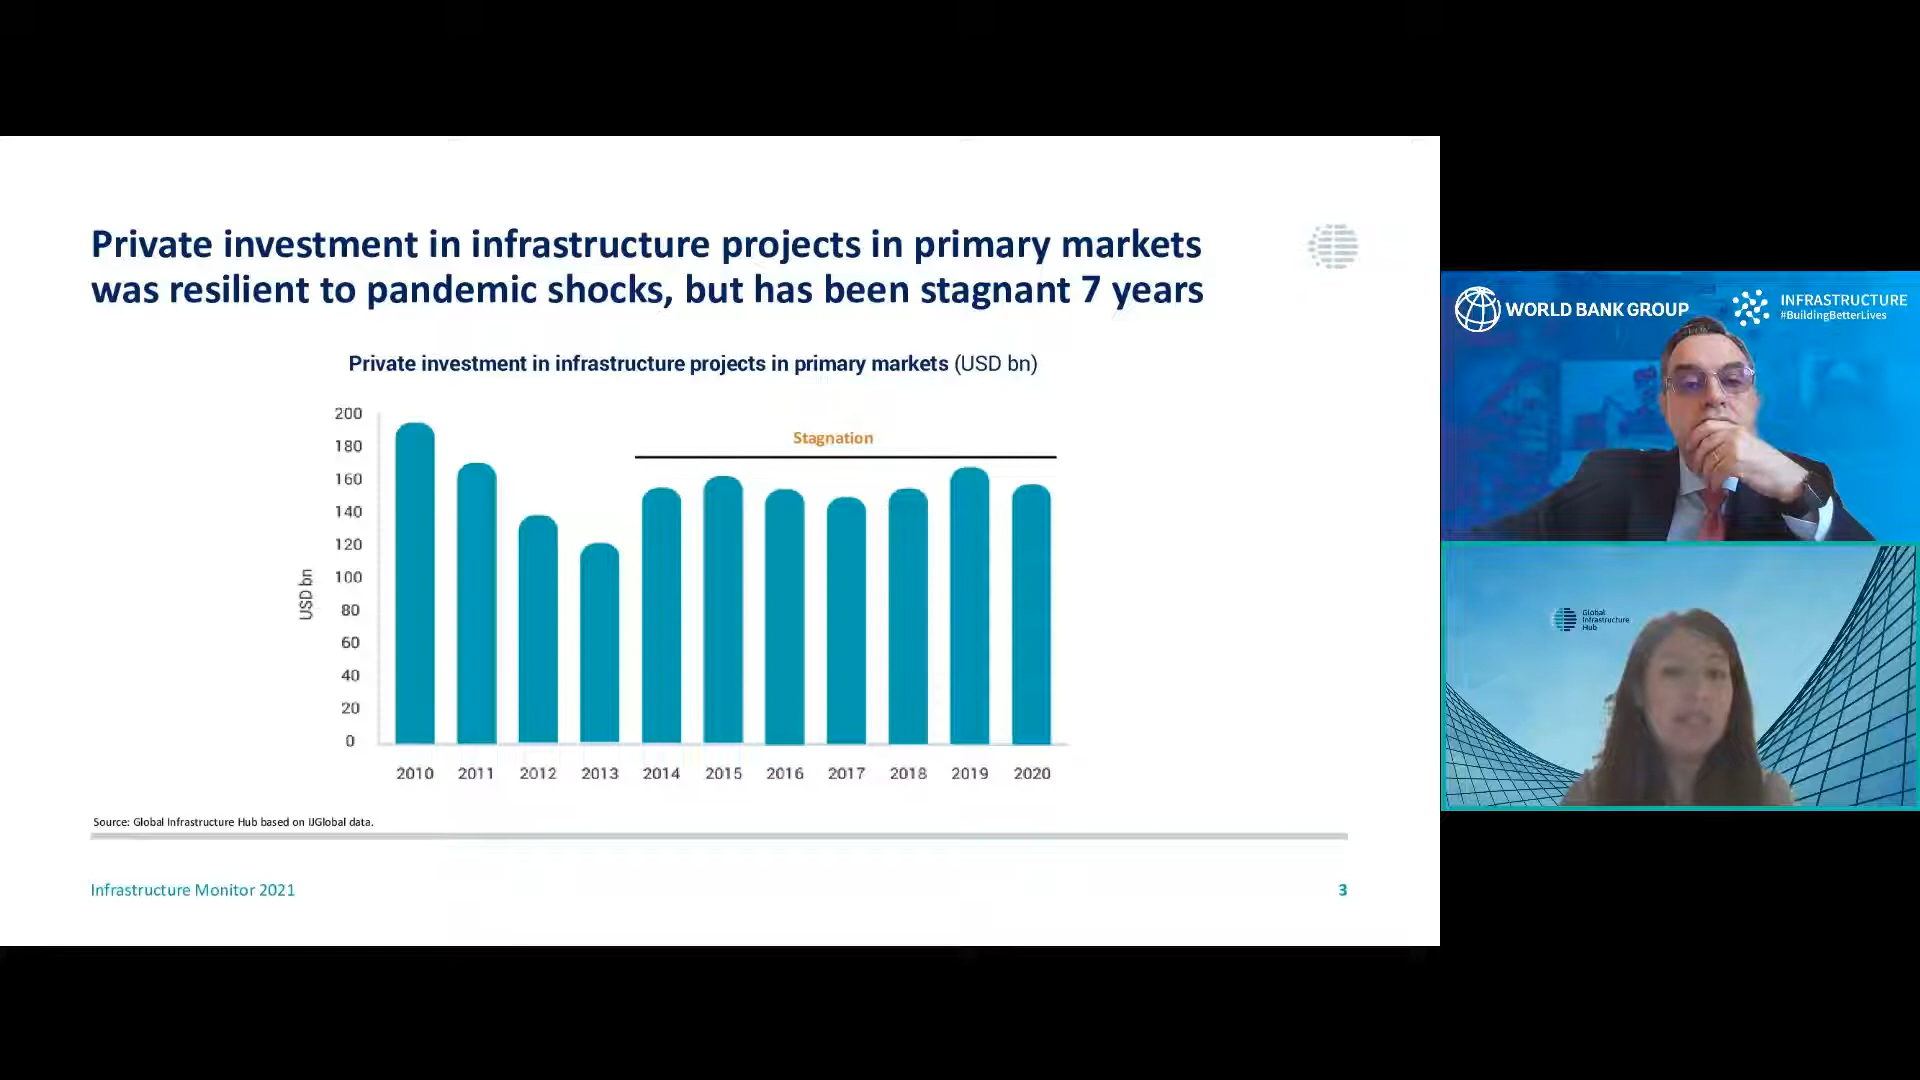 Private investment in infrastructure projects in primary markets
was resilient to pandemic shocks, but has been stagnant 7 years
Private investment in infrastructure projects in primary markets (USD bn)
200
180
160
140
120
100
80
60
40
20
0
USD bn
Stagnation
2010 2011 2012 2013 2014 2015 2016 2017 2018 2019 2020
Source: Global Infrastructure Hub based on IJGlobal data.
Infrastructure Monitor 2021
3
WORLD BANK GROUP
INFRASTRUCTURE
#BuildingBetterLives
Global
Infrastructure
Hub